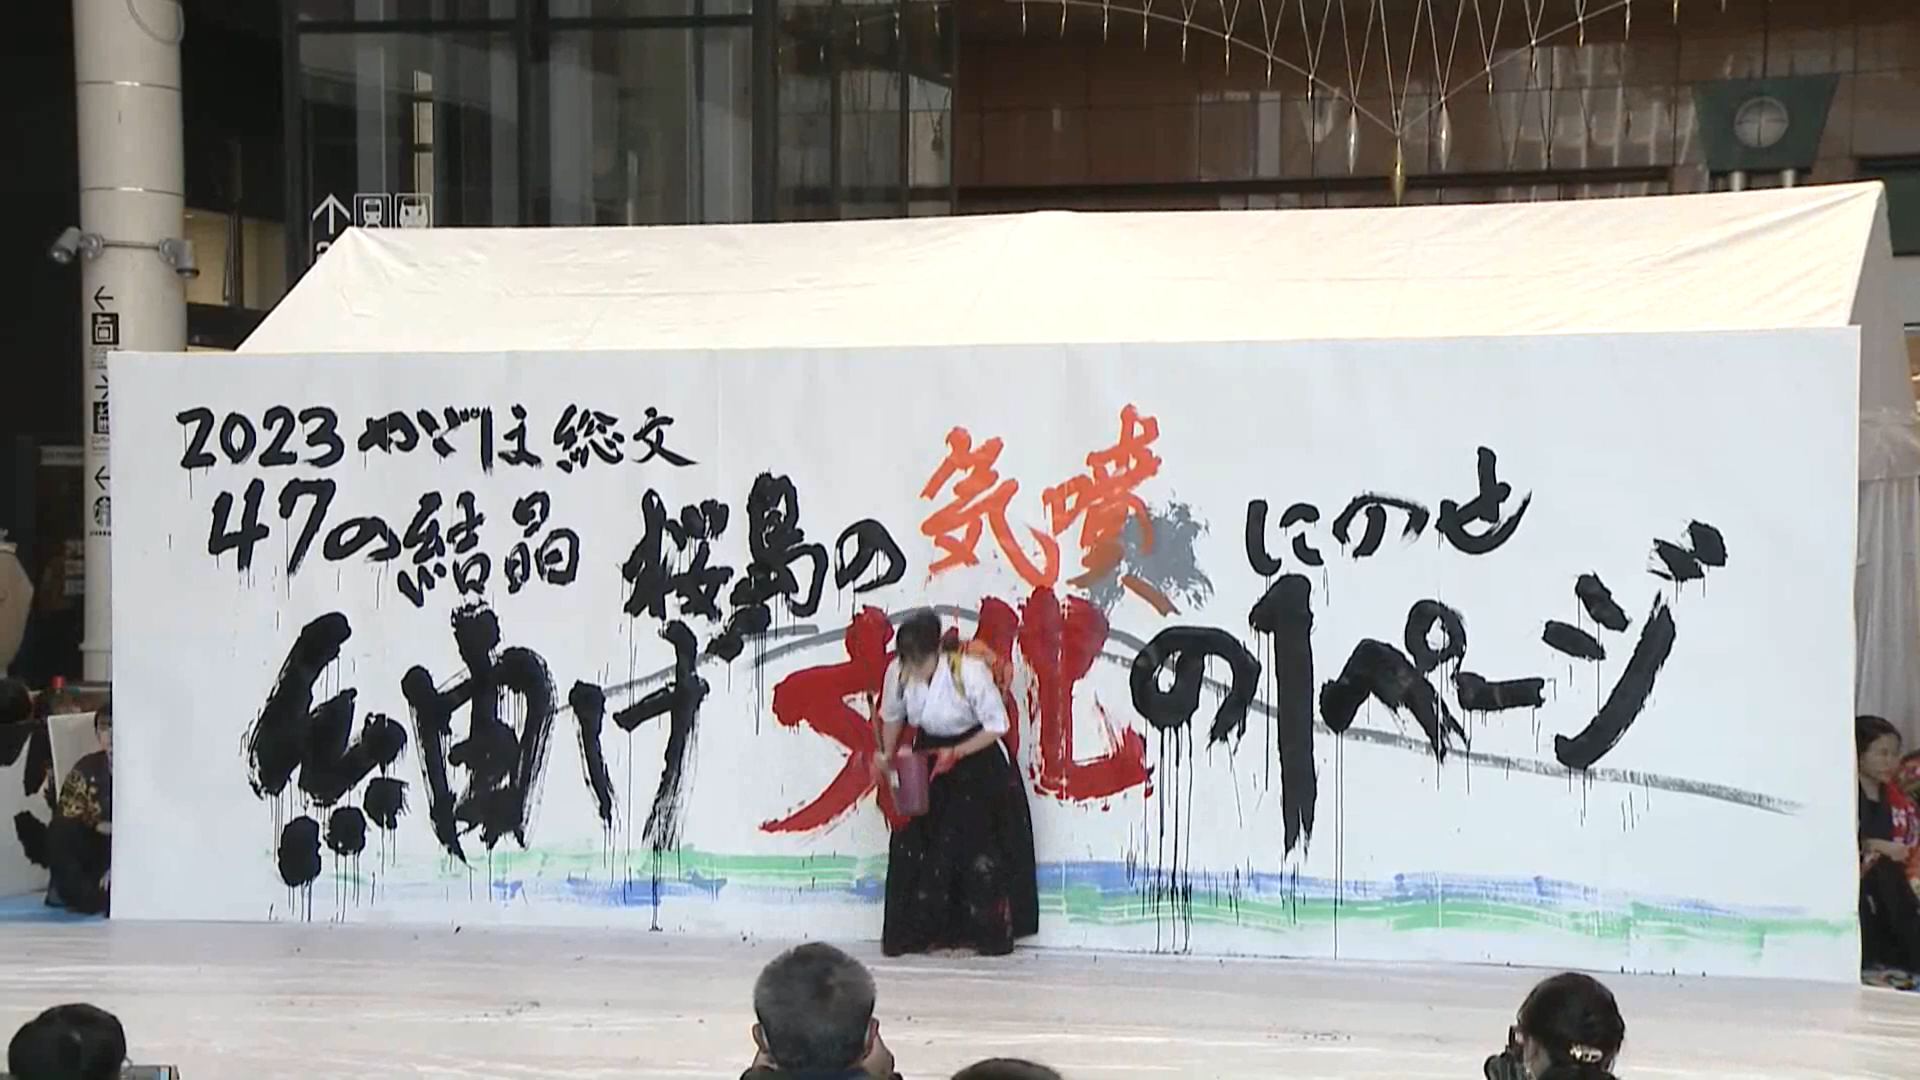 2023かごしま総文
47の結晶 桜島の気噴にのせ
紬げ 文化の1ページ